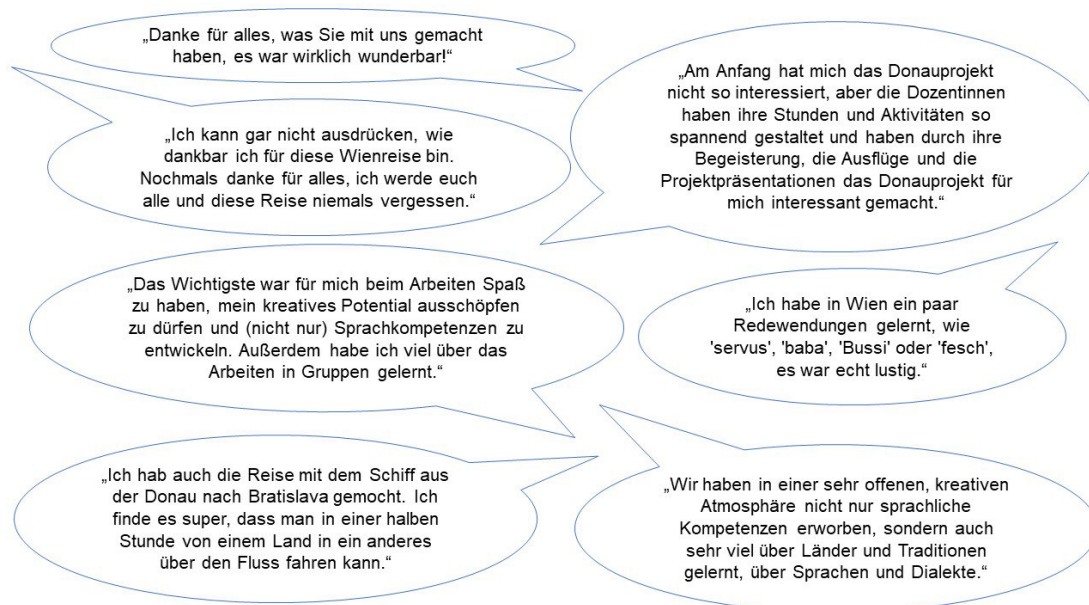 „Danke für alles, was Sie mit uns gemacht
haben, es war wirklich wunderbar!“
„Am Anfang hat mich das Donauprojekt
nicht so interessiert, aber die Dozentinnen
haben ihre Stunden und Aktivitäten so
spannend gestaltet und haben durch ihre
Begeisterung, die Ausflüge und die
Projektpräsentationen das Donauprojekt für
mich interessant gemacht.“
„Ich kann gar nicht ausdrücken, wie
dankbar ich für diese Wienreise bin.
Nochmals danke für alles, ich werde euch
alle und diese Reise niemals vergessen.“
„Das Wichtigste war für mich beim Arbeiten Spaß
zu haben, mein kreatives Potential ausschöpfen
zu dürfen und (nicht nur) Sprachkompetenzen zu
entwickeln. Außerdem habe ich viel über das
Arbeiten in Gruppen gelernt.“
„Ich habe in Wien ein paar
Redewendungen gelernt, wie
'servus', 'baba', 'Bussi' oder 'fesch',
es war echt lustig.“
„Ich hab auch die Reise mit dem Schiff aus
der Donau nach Bratislava gemocht. Ich
finde es super, dass man in einer halben
Stunde von einem Land in ein anderes
über den Fluss fahren kann.“
„Wir haben in einer sehr offenen, kreativen
Atmosphäre nicht nur sprachliche
Kompetenzen erworben, sondern auch
sehr viel über Länder und Traditionen
gelernt, über Sprachen und Dialekte.“